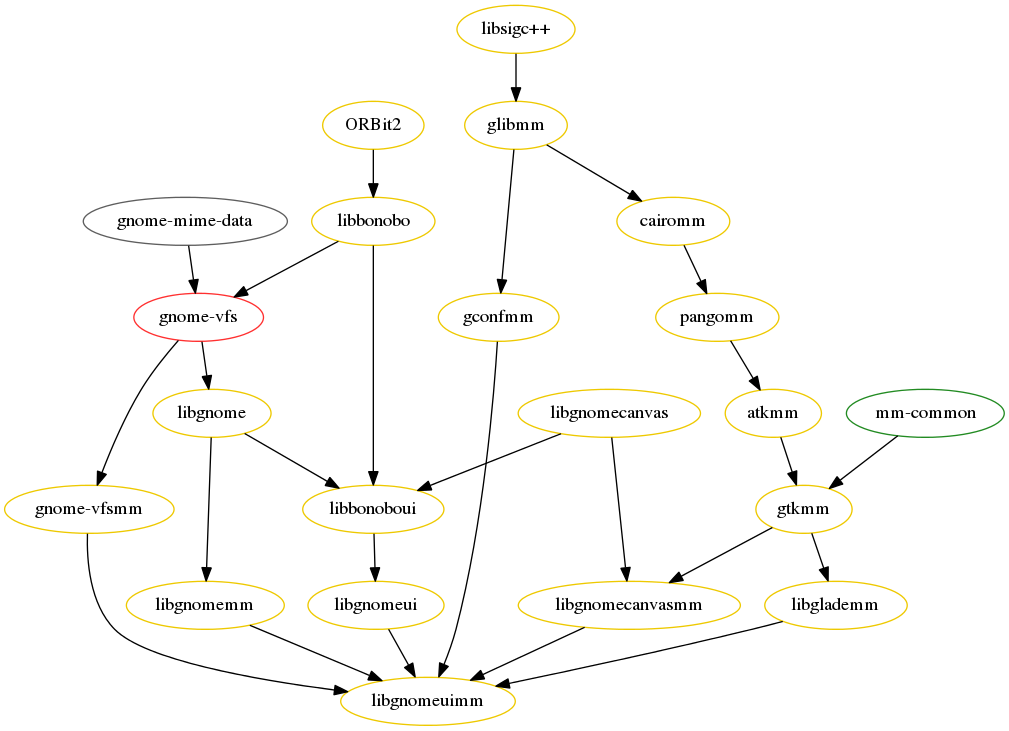 libsigc++
ORBit2
glibmm
gnome-mime-data
libbonobo
cairomm
gnome-vfs
gconfmm
pangomm
libgnome
libgnomecanvas
atkmm
mm-common
gnome-vfsmm
libbonoboui
gtkmm
libgnomemm
libgnomeui
libgnomecanvasmm
libglademm
libgnomeuimm